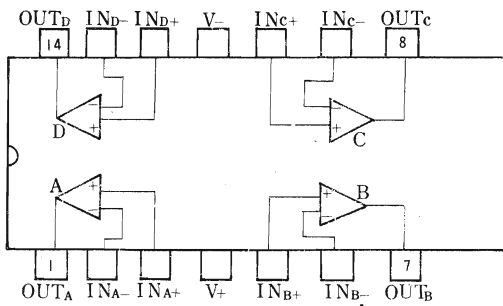 OUTD IND- IND+ V- INC+ INC- OUTC
14 8
- -
+ +
D C
A B
+ +
- -
1 7
OUTA INA- INA+ V+ INB+ INB- OUTB